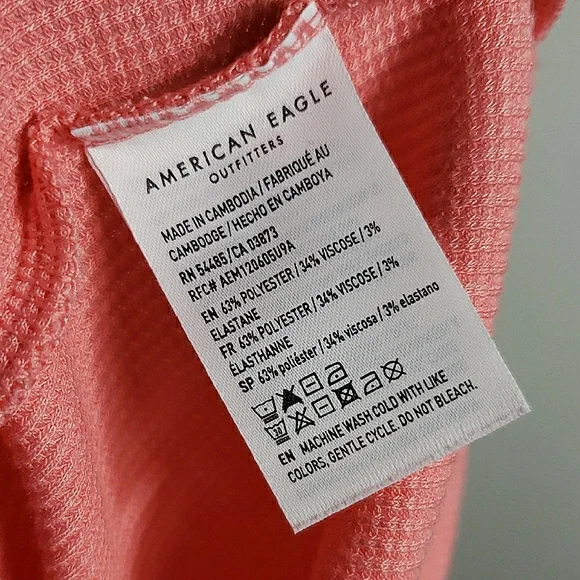 AMERICAN EAGLE
OUTFITTERS
MADE IN CAMBODIA / FABRIQUÉ AU
CAMBODGE / HECHO EN CAMBOYA
RN 54485 / CA 03873
RFC# AEM120605U9A
EN 63% POLYESTER / 34% VISCOSE / 3%
ELASTANE
FR 63% POLYESTER / 34% VISCOSE / 3%
ÉLASTHANNE
SP 63% poliéster / 34% viscosa / 3% elastano
30
EN MACHINE WASH COLD WITH LIKE
COLORS, GENTLE CYCLE. DO NOT BLEACH.